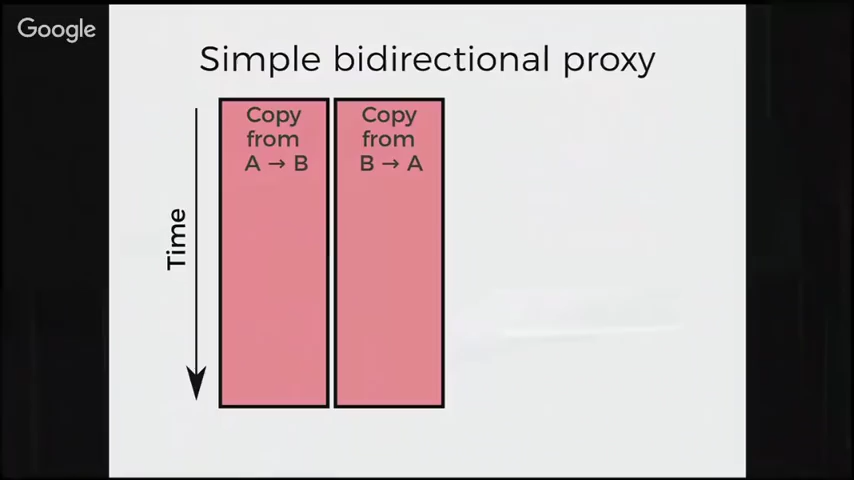 Google
Simple bidirectional proxy
Copy
from
A → B
Copy
from
B → A
Time